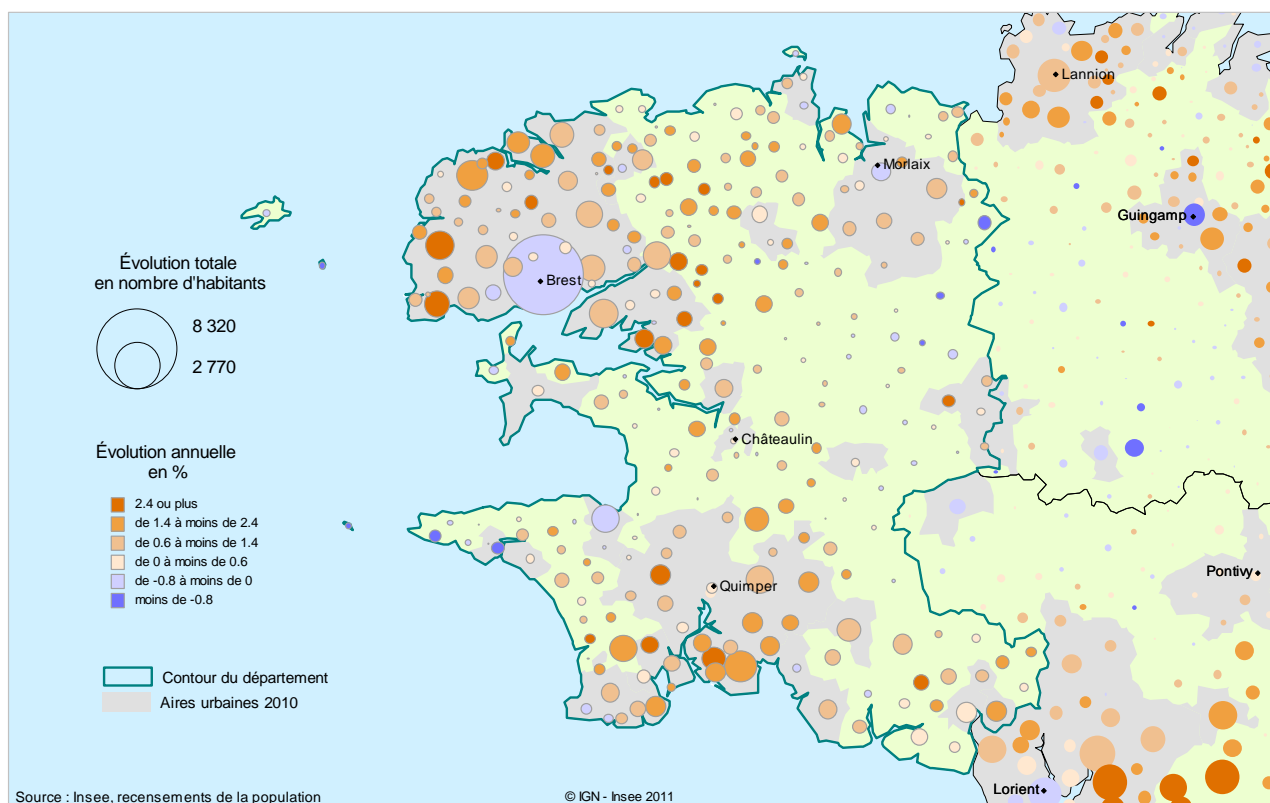 Lannion
Morlaix
Guingamp
Évolution totale
en nombre d'habitants
8 320
2 770
Brest
Évolution annuelle
en %
2.4 ou plus
de 1.4 à moins de 2.4
de 0.6 à moins de 1.4
de 0 à moins de 0.6
de -0.8 à moins de 0
moins de -0.8
Châteaulin
Quimper
Pontivy
Contour du département
Aires urbaines 2010
Lorient
Source : Insee, recensements de la population
© IGN - Insee 2011